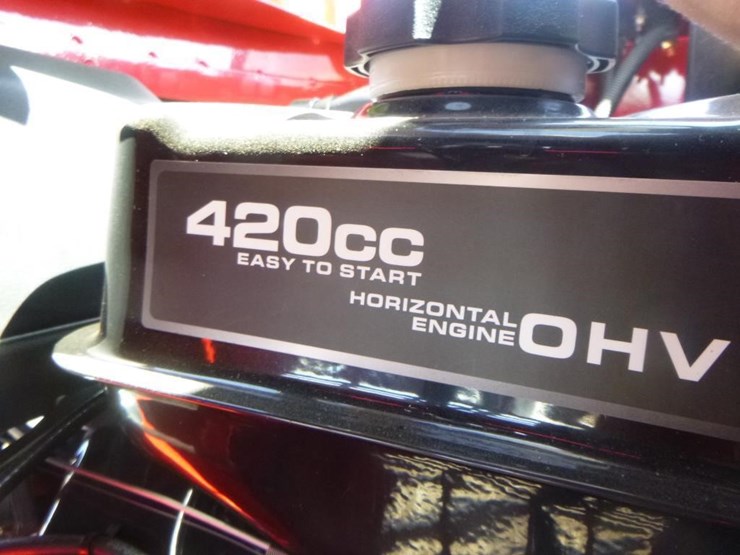 420cc
EASY TO START
HORIZONTAL
ENGINE OHV